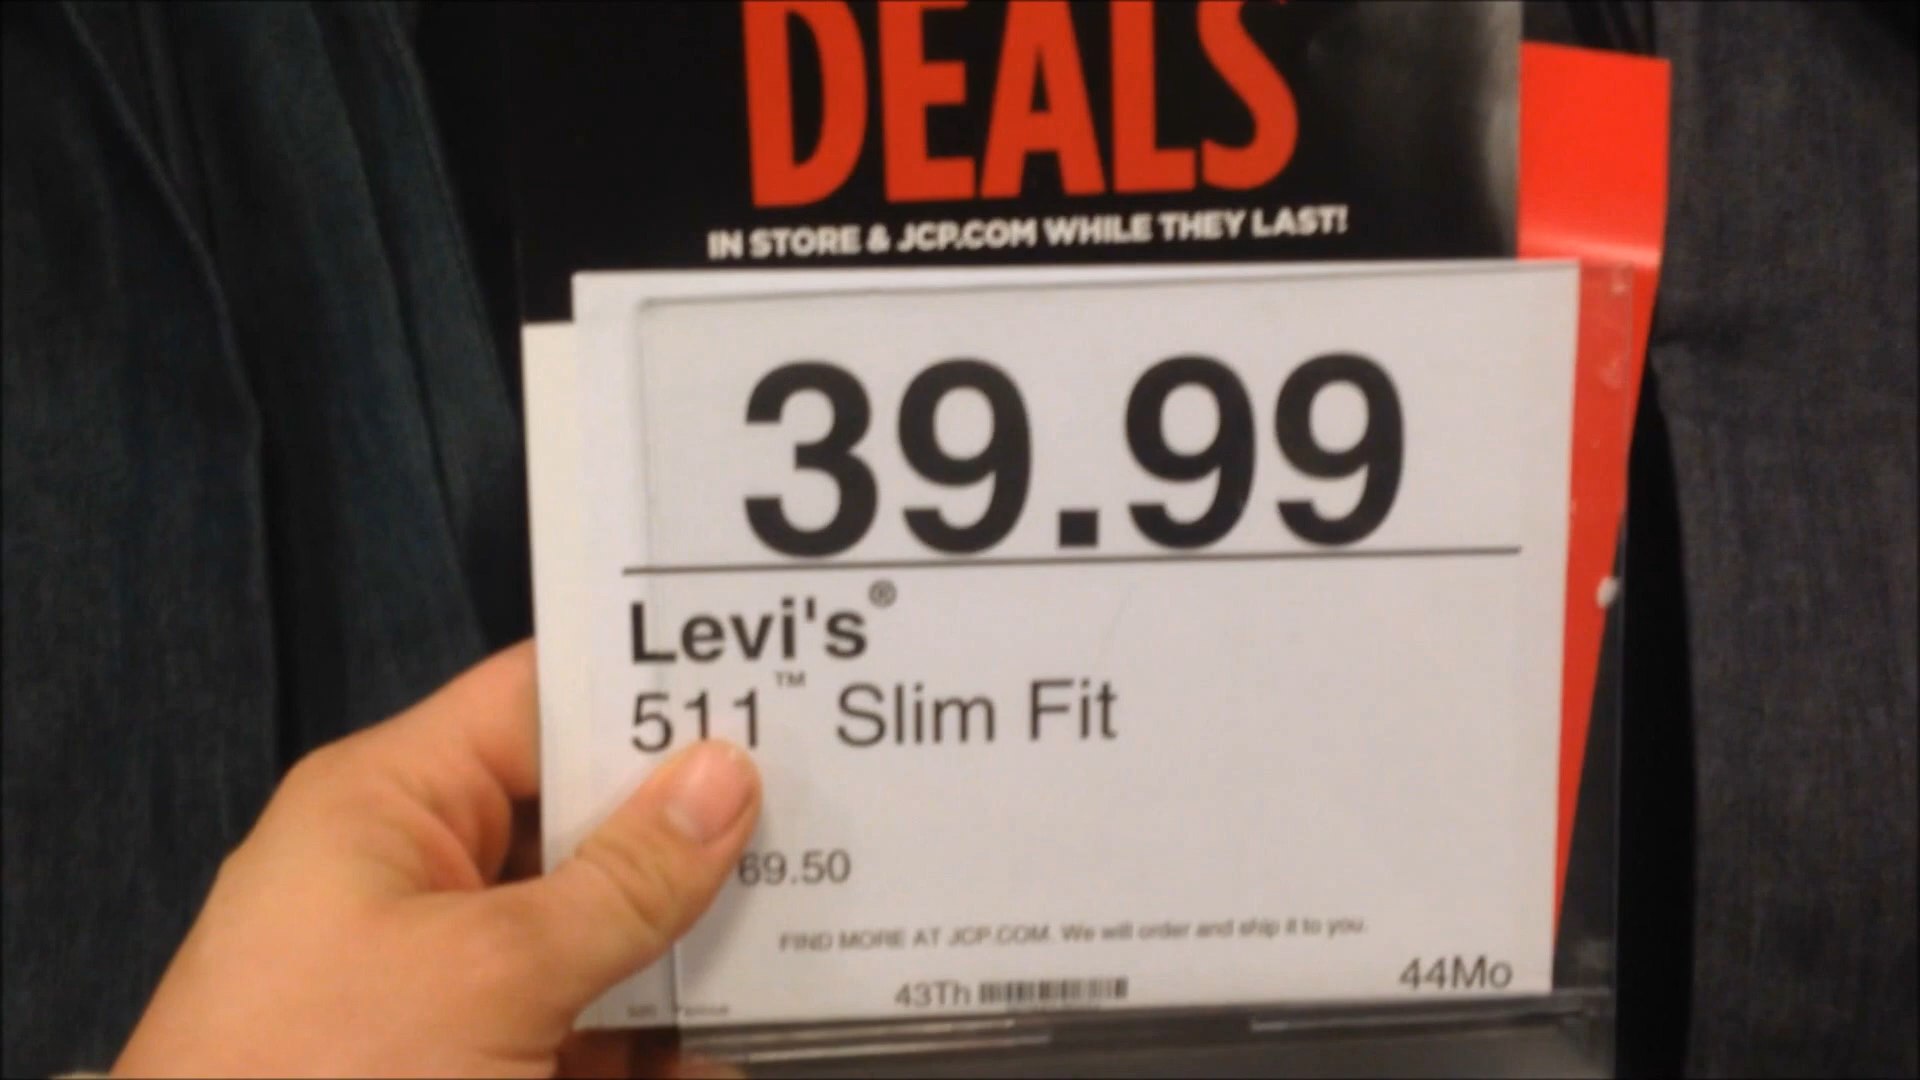 DEALS
IN STORE & JCP.COM WHILE THEY LAST!
39.99
Levi's®
511™ Slim Fit
69.50
FIND MORE AT JCP.COM. We will order and ship it to you.
43Th
44Mo